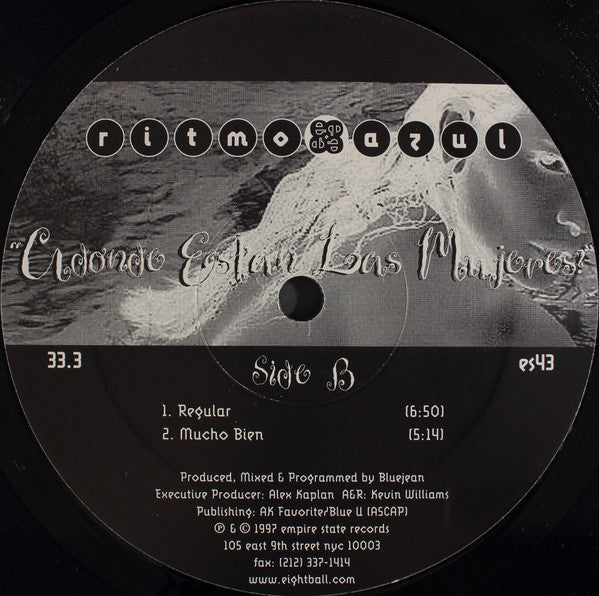 ritmo azul
"Adonde Estan Las Mujeres?"
33.3
Side B
es43
1. Regular (6:50)
2. Mucho Bien (5:14)
Produced, Mixed & Programmed by Bluejean
Executive Producer: Alex Kaplan A&R: Kevin Williams
Publishing: AK Favorite/Blue U (ASCAP)
℗ & © 1997 empire state records
105 east 9th street nyc 10003
fax: (212) 337-1414
www.eightball.com